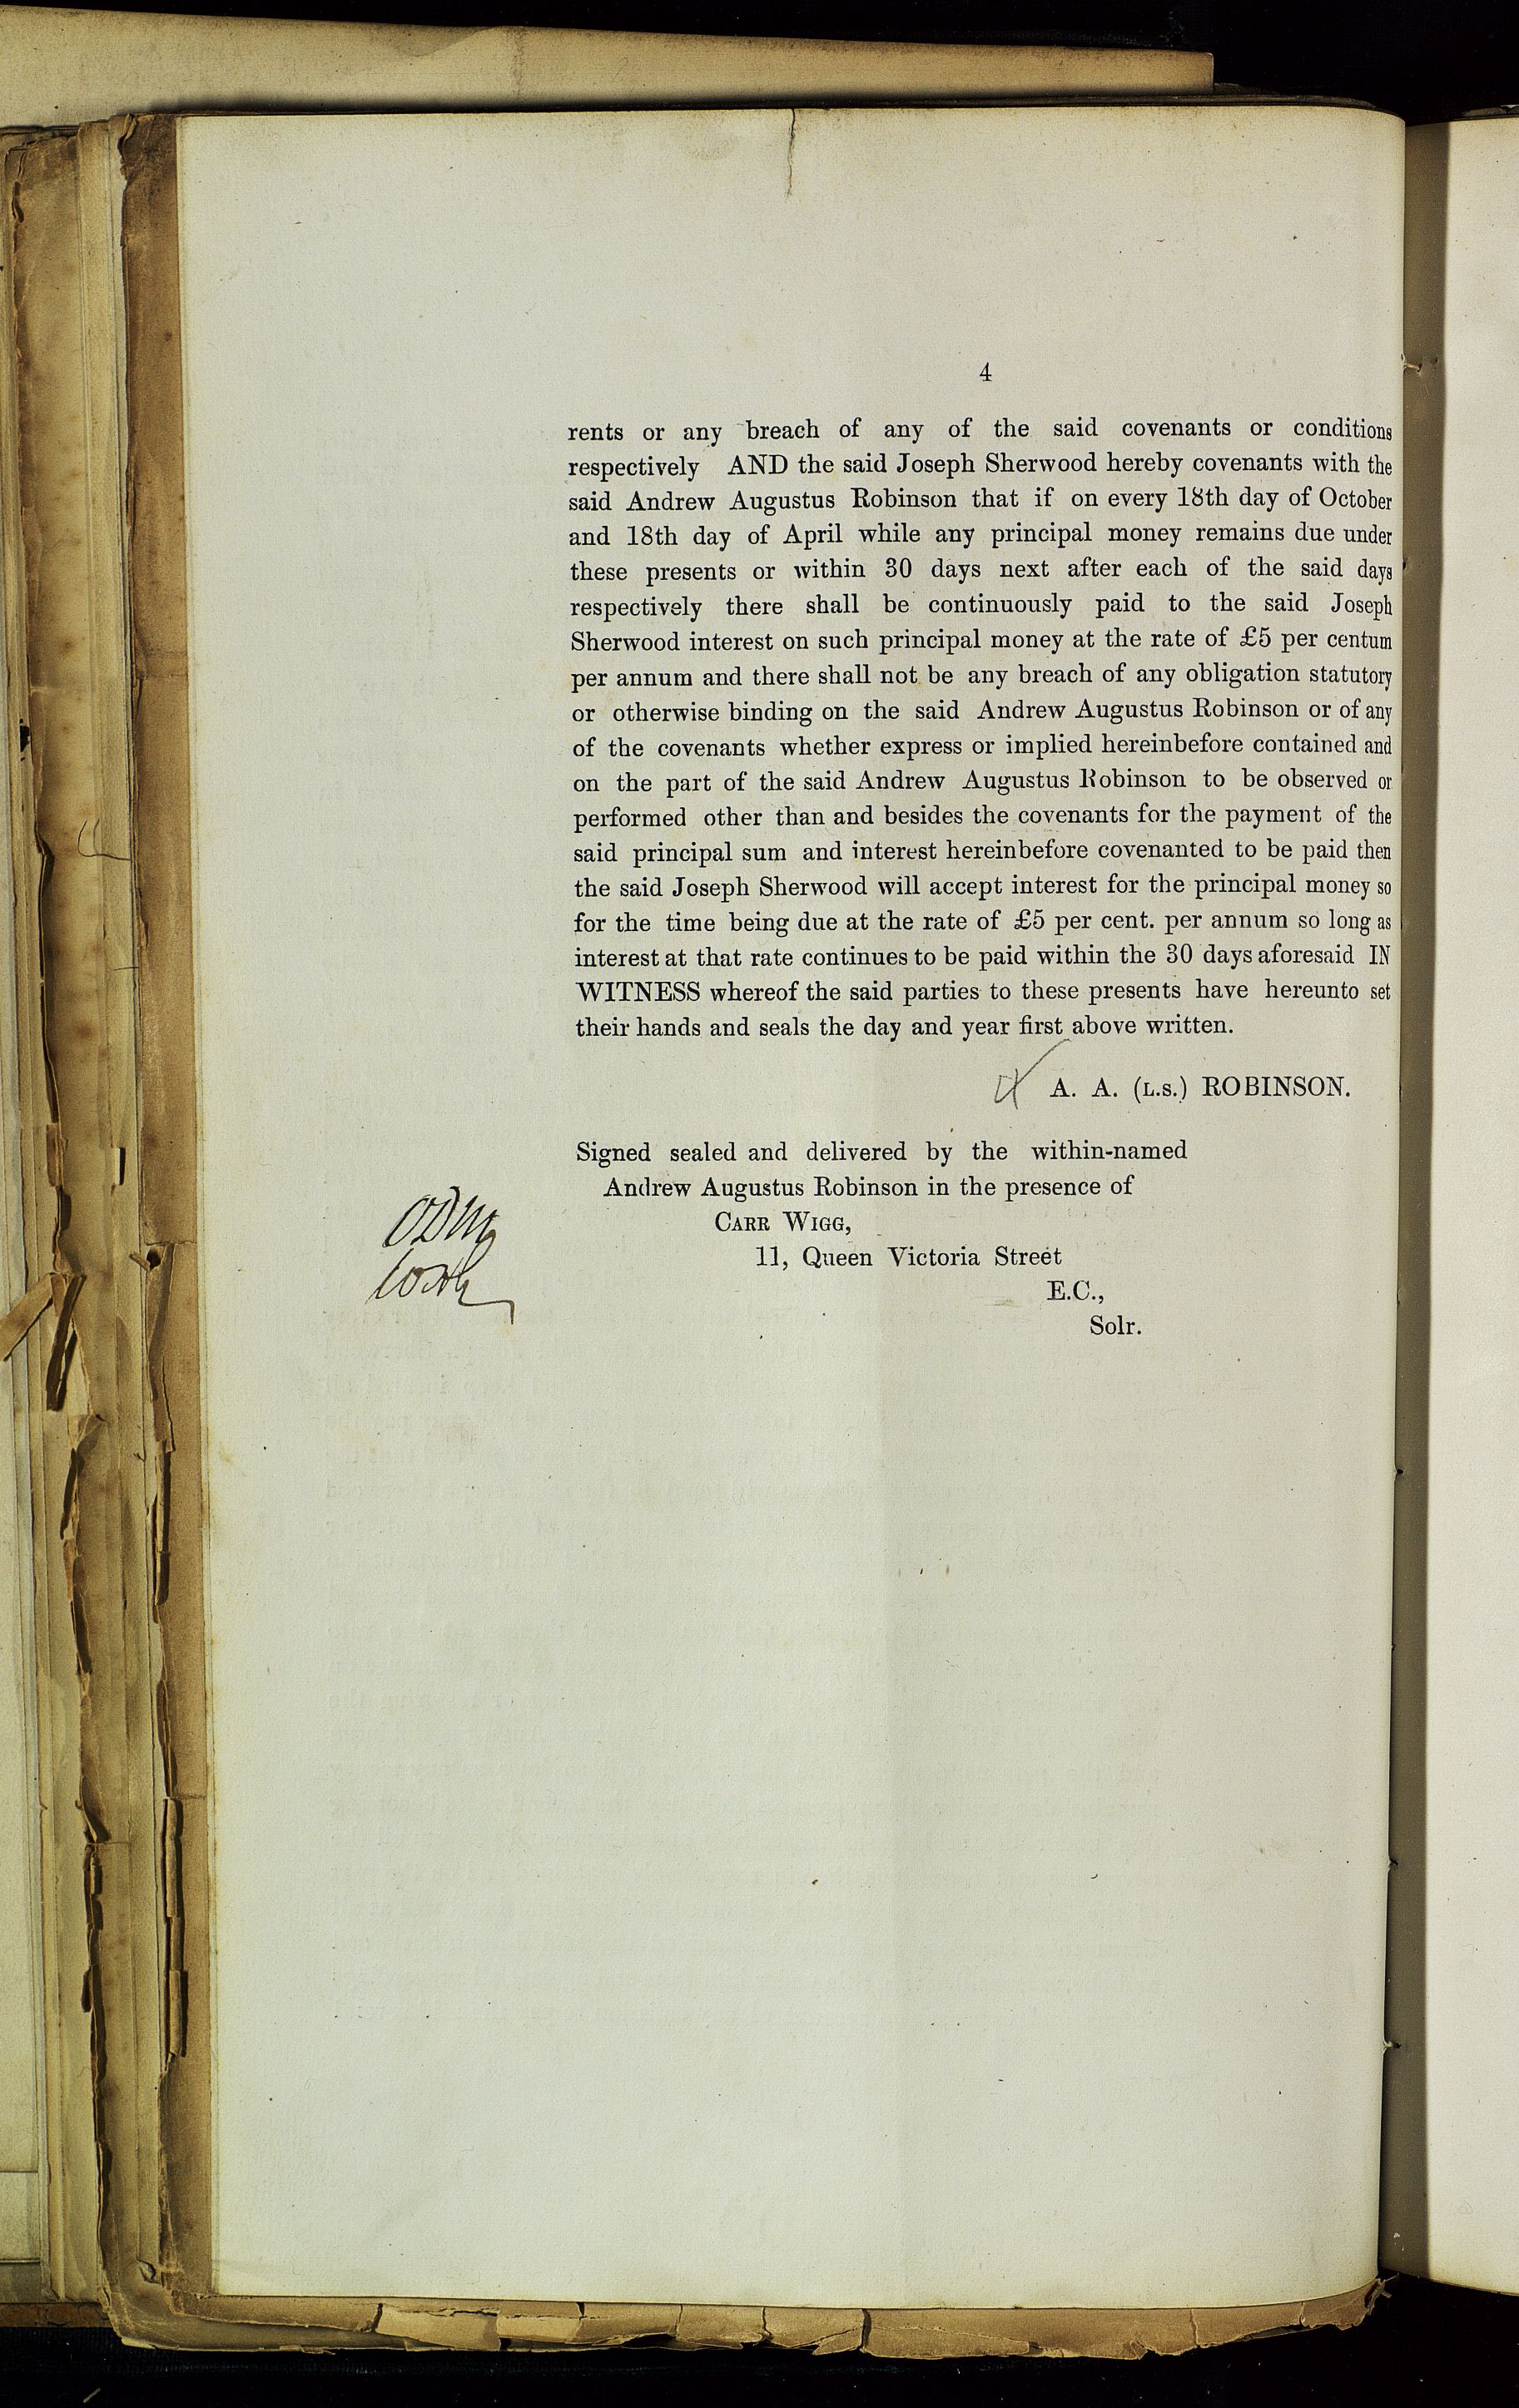 4
rents or any breach of any of the said covenants or conditions
respectively AND the said Joseph Sherwood hereby covenants with the
said Andrew Augustus Robinson that if on every 18th day of October
and 18th day of April while any principal money remains due under
these presents or within 30 days next after each of the said days
respectively there shall be continuously paid to the said Joseph
Sherwood interest on such principal money at the rate of £5 per centum
per annum and there shall not be any breach of any obligation statutory
or otherwise binding on the said Andrew Augustus Robinson or of any
of the covenants whether express or implied hereinbefore contained and
on the part of the said Andrew Augustus Robinson to be observed or
performed other than and besides the covenants for the payment of the
said principal sum and interest hereinbefore covenanted to be paid then
the said Joseph Sherwood will accept interest for the principal money so
for the time being due at the rate of £5 per cent. per annum so long as
interest at that rate continues to be paid within the 30 days aforesaid IN
WITNESS whereof the said parties to these presents have hereunto set
their hands and seals the day and year first above written.
A. A. (L.S.) ROBINSON.
Signed sealed and delivered by the within-named
Andrew Augustus Robinson in the presence of
CARR WIGG,
11, Queen Victoria Street
E.C.,
Solr.